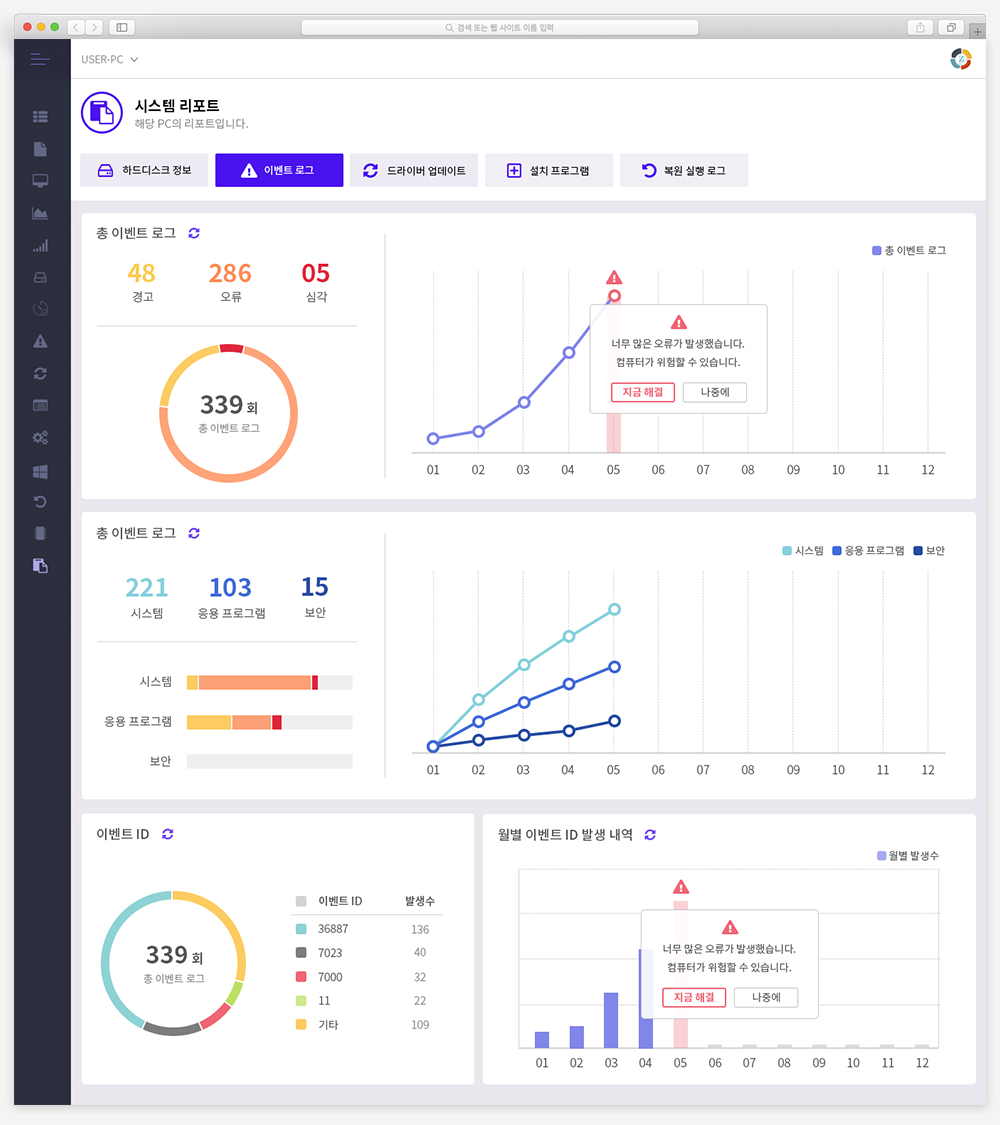 검색 또는 웹 사이트 이름 입력
USER-PC
시스템 리포트
해당 PC의 리포트입니다.
하드디스크 정보
이벤트 로그
드라이버 업데이트
설치 프로그램
복원 실행 로그
총 이벤트 로그
48 286 05
경고 오류 심각
339 회
총 이벤트 로그
총 이벤트 로그
너무 많은 오류가 발생했습니다.
컴퓨터가 위험할 수 있습니다.
지금 해결 나중에
01 02 03 04 05 06 07 08 09 10 11 12
총 이벤트 로그
221 103 15
시스템 응용 프로그램 보안
시스템
응용 프로그램
보안
시스템 응용 프로그램 보안
01 02 03 04 05 06 07 08 09 10 11 12
이벤트 ID
339 회
총 이벤트 로그
이벤트 ID 발생수
36887 136
7023 40
7000 32
11 22
기타 109
월별 이벤트 ID 발생 내역
월별 발생수
너무 많은 오류가 발생했습니다.
컴퓨터가 위험할 수 있습니다.
지금 해결 나중에
01 02 03 04 05 06 07 08 09 10 11 12